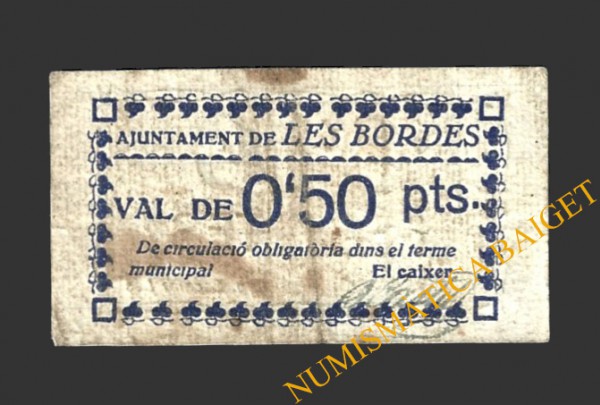 AJUNTAMENT DE LES BORDES
VAL DE 0'50 pts.
De circulació obligatòria dins el terme
municipal El caixer
NUMISMATICA BAIGET